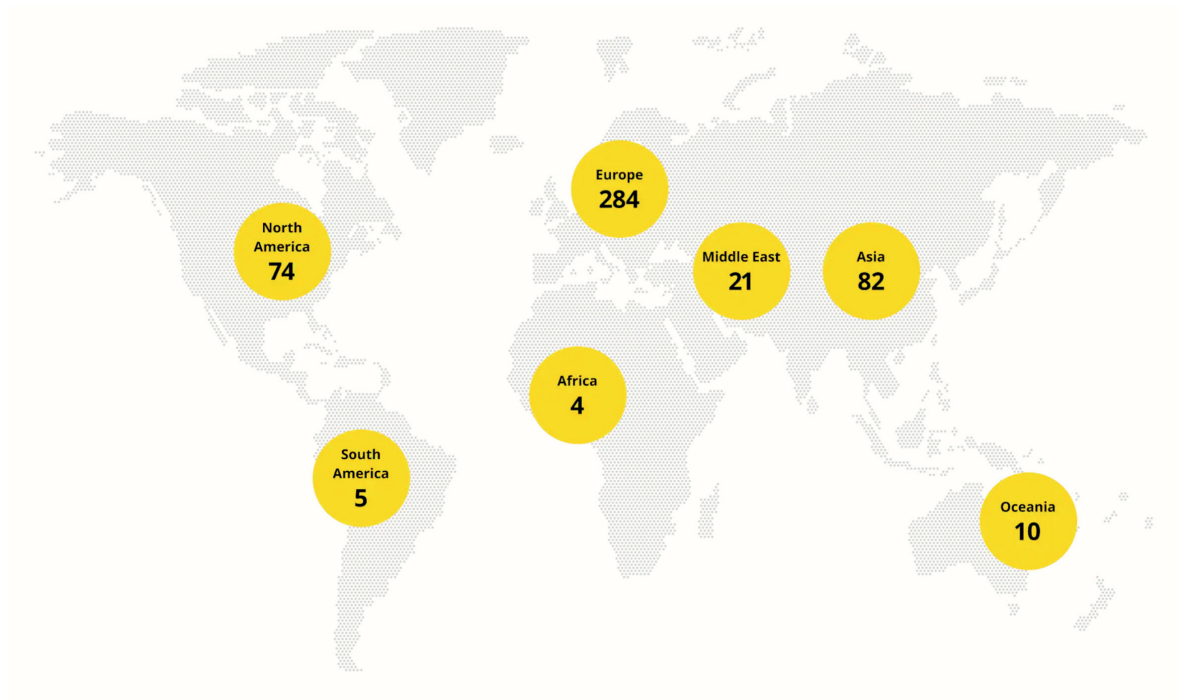 Europe
284
North
America
74
Middle East
21
Asia
82
Africa
4
South
America
5
Oceania
10